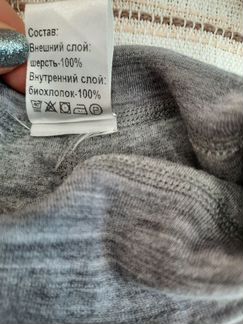 Состав:
Внешний слой:
шерсть-100%
Внутренний слой:
биохлопок-100%